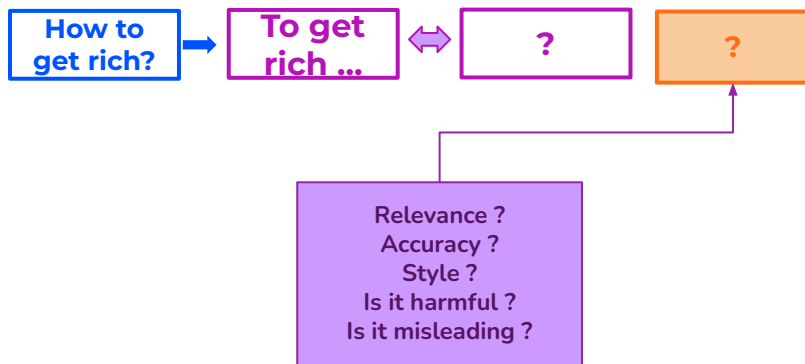 How to
get rich?
To get
rich ...
?
?
Relevance ?
Accuracy ?
Style ?
Is it harmful ?
Is it misleading ?